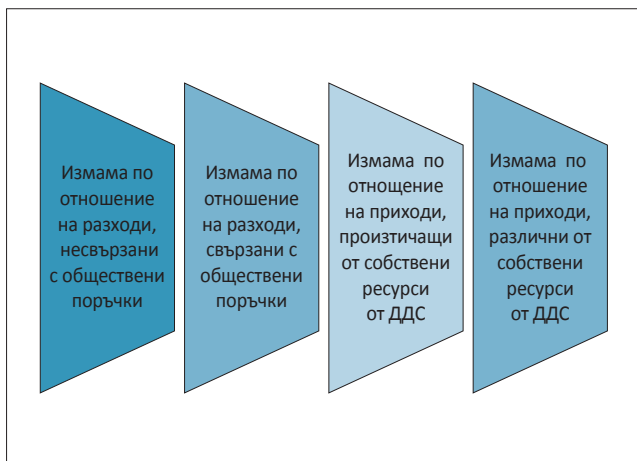 Измама по
отношение
на разходи,
несвързани
с обществени
поръчки
Измама по
отношение
на разходи,
свързани с
обществени
поръчки
Измама по
отнощение
на приходи,
произтичащи
от собствени
ресурси
от ДДС
Измама по
отношение
на приходи,
различни от
собствени
ресурси
от ДДС